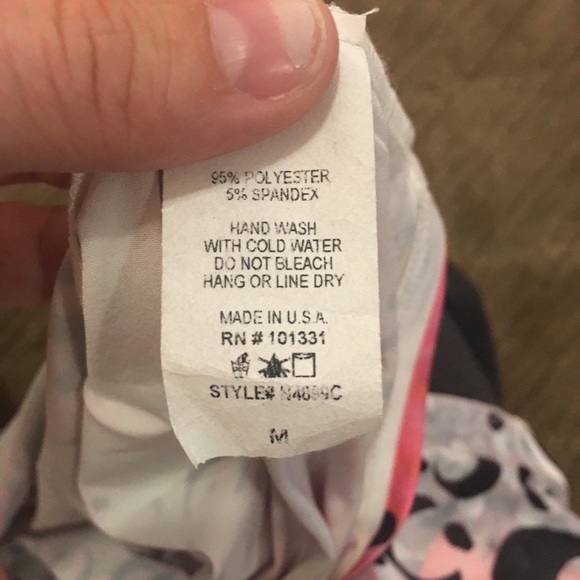 95% POLYESTER
5% SPANDEX
HAND WASH
WITH COLD WATER
DO NOT BLEACH
HANG OR LINE DRY
MADE IN U.S.A.
RN # 101331
STYLE#
M